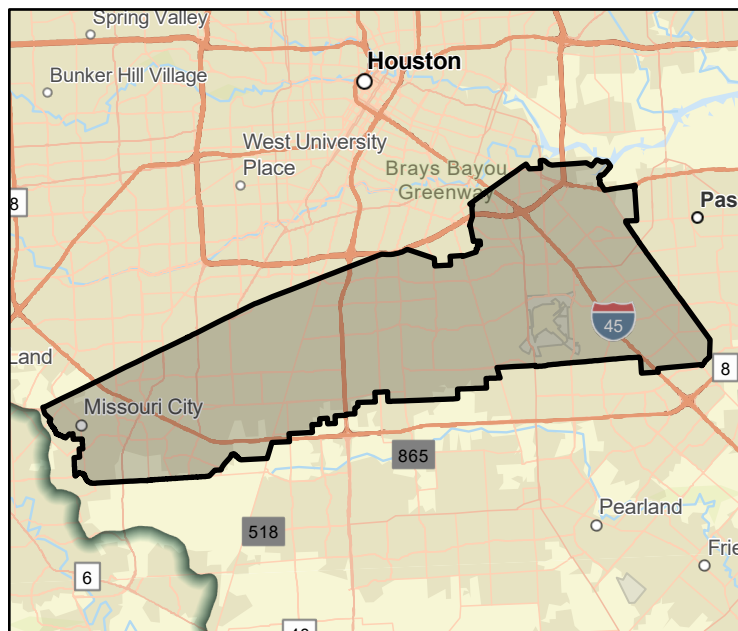 Spring Valley
Houston
Bunker Hill Village
West University
Place
Brays Bayou
Greenway
8
Pas
45
Land
8
Missouri City
865
Pearland
518
Frie
6